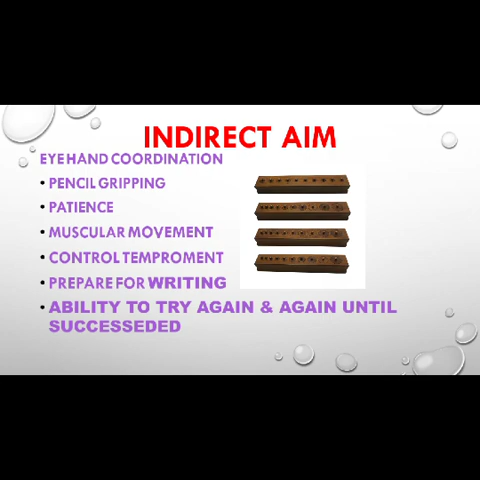 INDIRECT AIM
EYE HAND COORDINATION
• PENCIL GRIPPING
• PATIENCE
• MUSCULAR MOVEMENT
• CONTROL TEMPROMENT
• PREPARE FOR WRITING
• ABILITY TO TRY AGAIN & AGAIN UNTIL
SUCCESSEDED